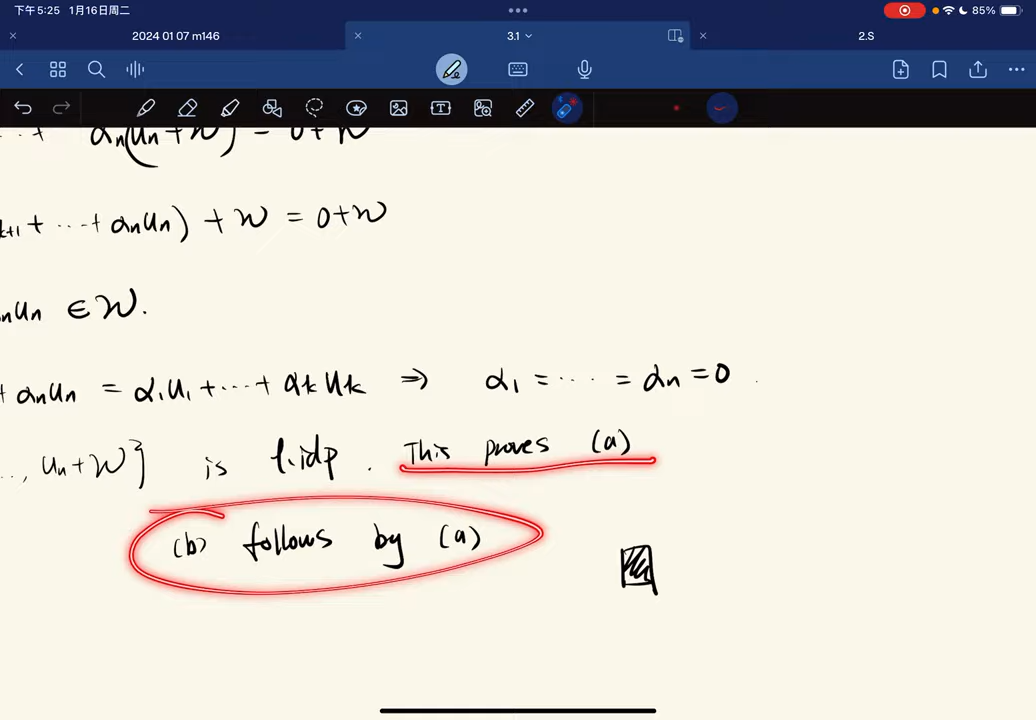 下午5:25 1月16日周二
85%
2024 01 07 m146
3.1
2.S
··· + αn(un + W) = 0 + W
k+1 + ··· + αnun) + W = 0 + W
nun ∈ W.
+ αnun = α1u1 + ··· + αkuk ⇒ α1 = ··· = αn = 0
.., un + W} is l.idp. This proves (a)
(b) follows by (a)